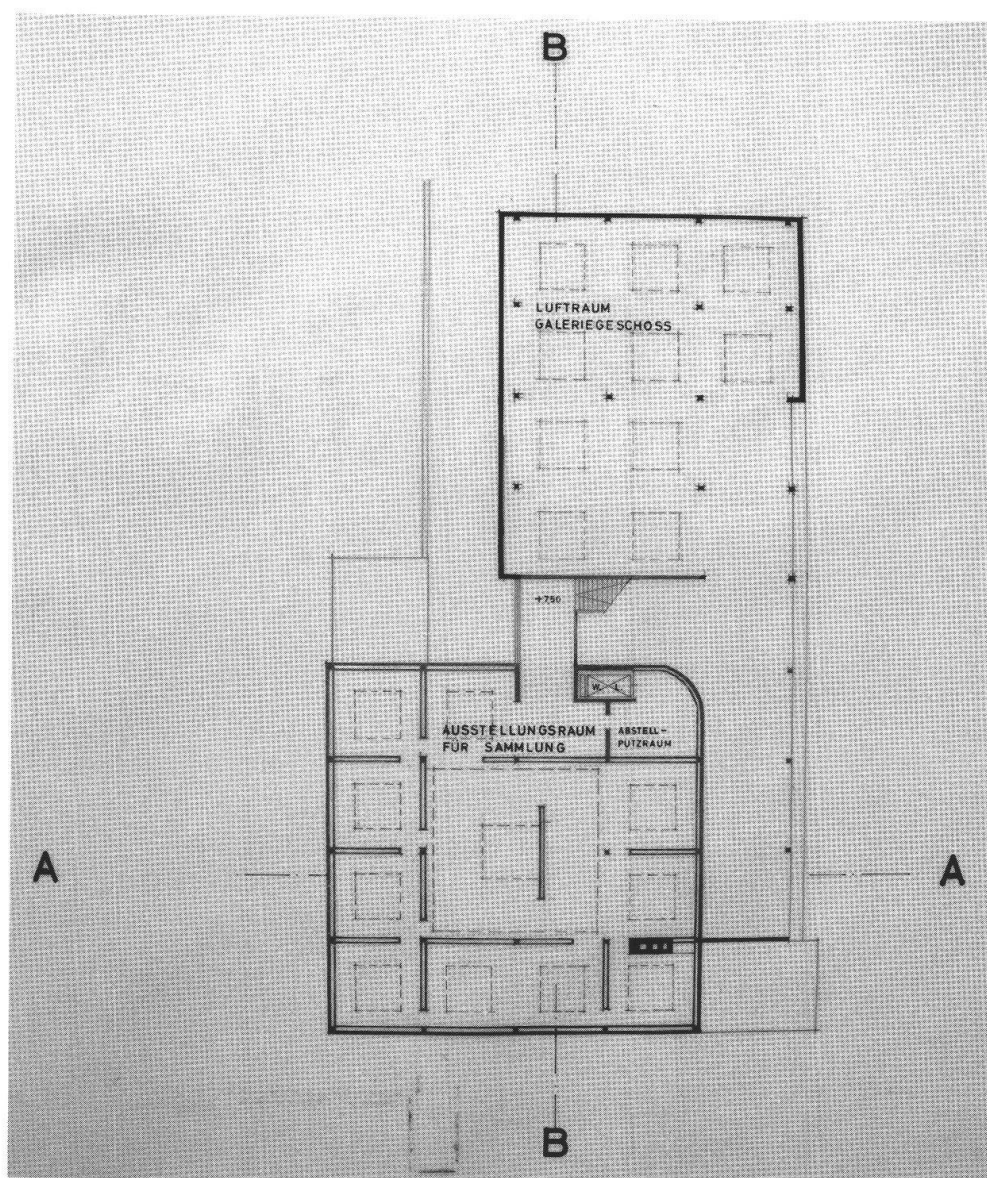 B
LUFTRAUM
GALERIEGESCHOSS
+750
W. L.
AUSSTELLUNGSRAUM
FÜR SAMMLUNG
ABSTELL-
PUTZRAUM
A
A
B